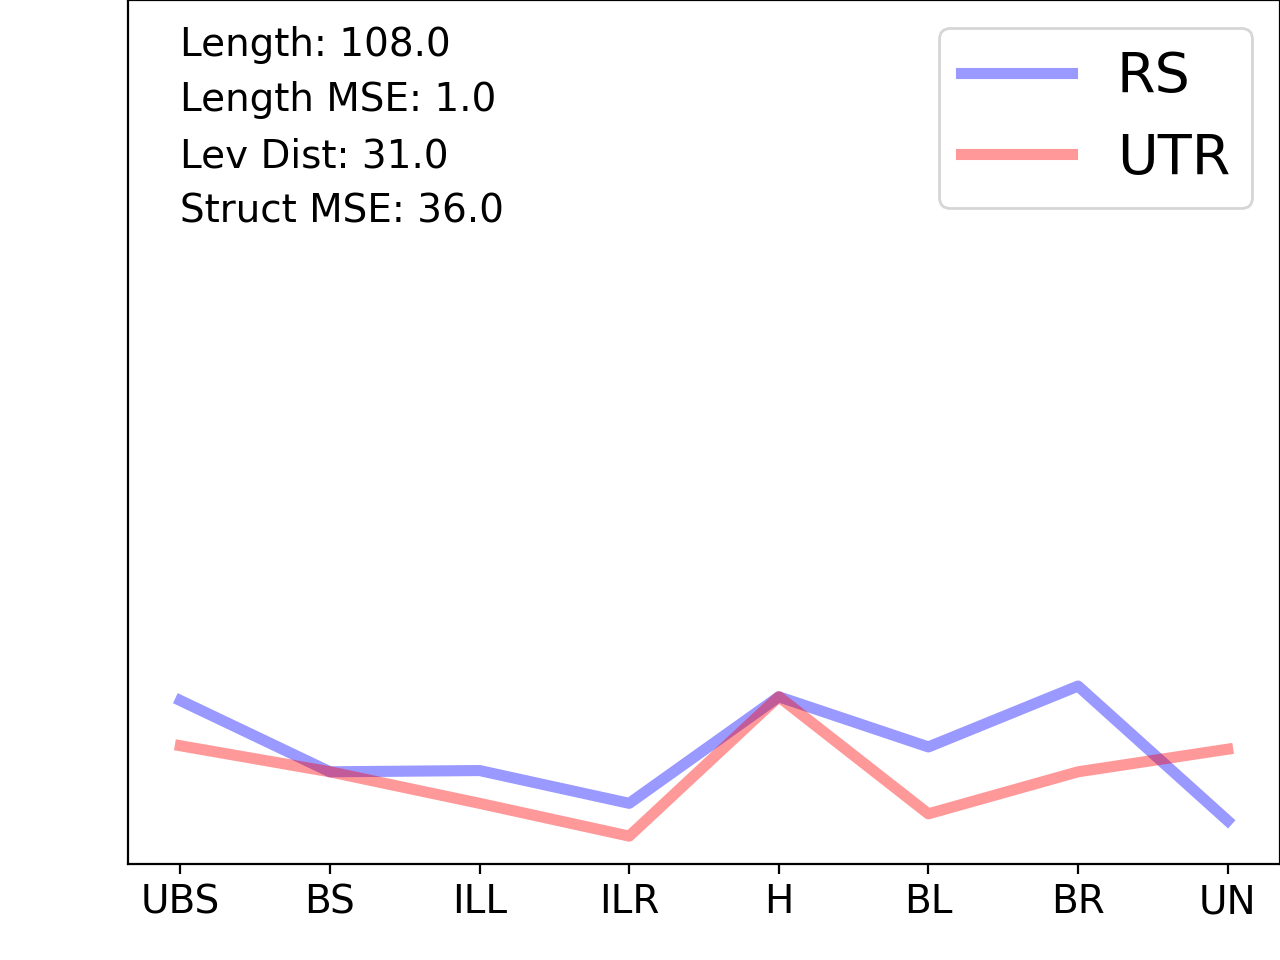 Length: 108.0
Length MSE: 1.0
Lev Dist: 31.0
Struct MSE: 36.0
RS
UTR
UBS BS ILL ILR H BL BR UN